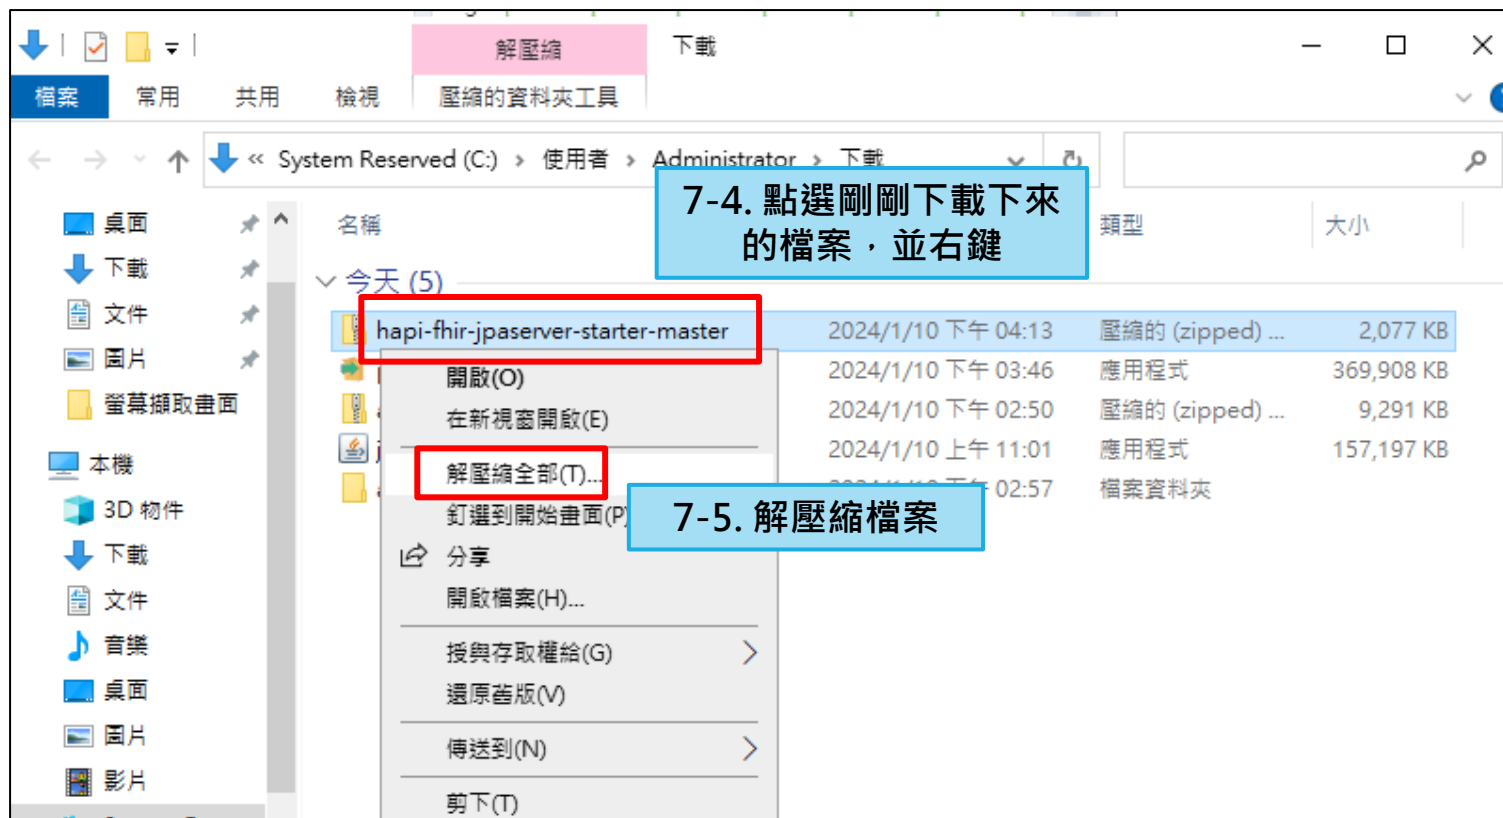 解壓縮
下載
檔案
常用
共用
檢視
壓縮的資料夾工具
« System Reserved (C:) › 使用者 › Administrator › 下載
7-4. 點選剛剛下載下來
的檔案，並右鍵
名稱
類型
大小
桌面
下載
文件
圖片
螢幕擷取畫面
本機
3D 物件
下載
文件
音樂
桌面
圖片
影片
今天 (5)
hapi-fhir-jpaserver-starter-master
2024/1/10 下午 04:13
壓縮的 (zipped) ...
2,077 KB
2024/1/10 下午 03:46
應用程式
369,908 KB
2024/1/10 下午 02:50
壓縮的 (zipped) ...
9,291 KB
2024/1/10 上午 11:01
應用程式
157,197 KB
02:57
檔案資料夾
開啟(O)
在新視窗開啟(E)
解壓縮全部(T)...
釘選到開始畫面(P)
7-5. 解壓縮檔案
分享
開啟檔案(H)...
授與存取權給(G)
還原舊版(V)
傳送到(N)
剪下(T)